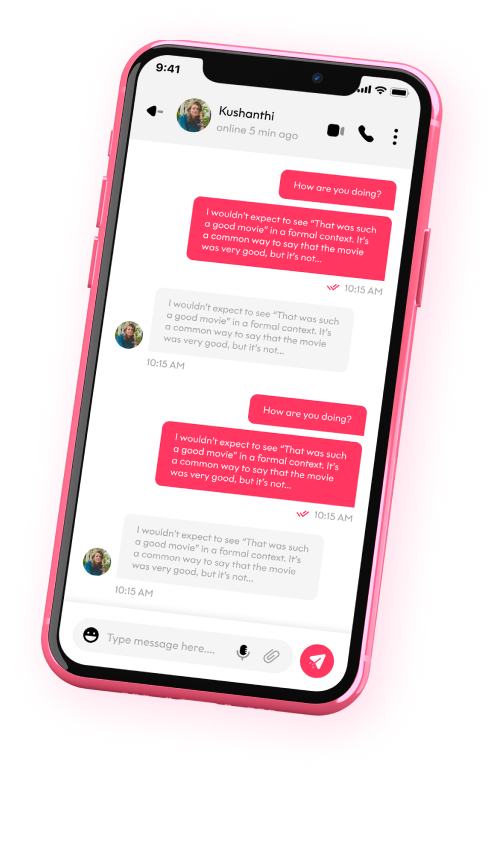 9:41
Kushanthi
online 5 min ago
How are you doing?
I wouldn't expect to see "That was such
a good movie" in a formal context. It's
a common way to say that the movie
was very good, but it's not...
10:15 AM
I wouldn't expect to see "That was such
a good movie" in a formal context. It's
a common way to say that the movie
was very good, but it's not...
10:15 AM
How are you doing?
I wouldn't expect to see "That was such
a good movie" in a formal context. It's
a common way to say that the movie
was very good, but it's not...
10:15 AM
I wouldn't expect to see "That was such
a good movie" in a formal context. It's
a common way to say that the movie
was very good, but it's not...
10:15 AM
Type message here....